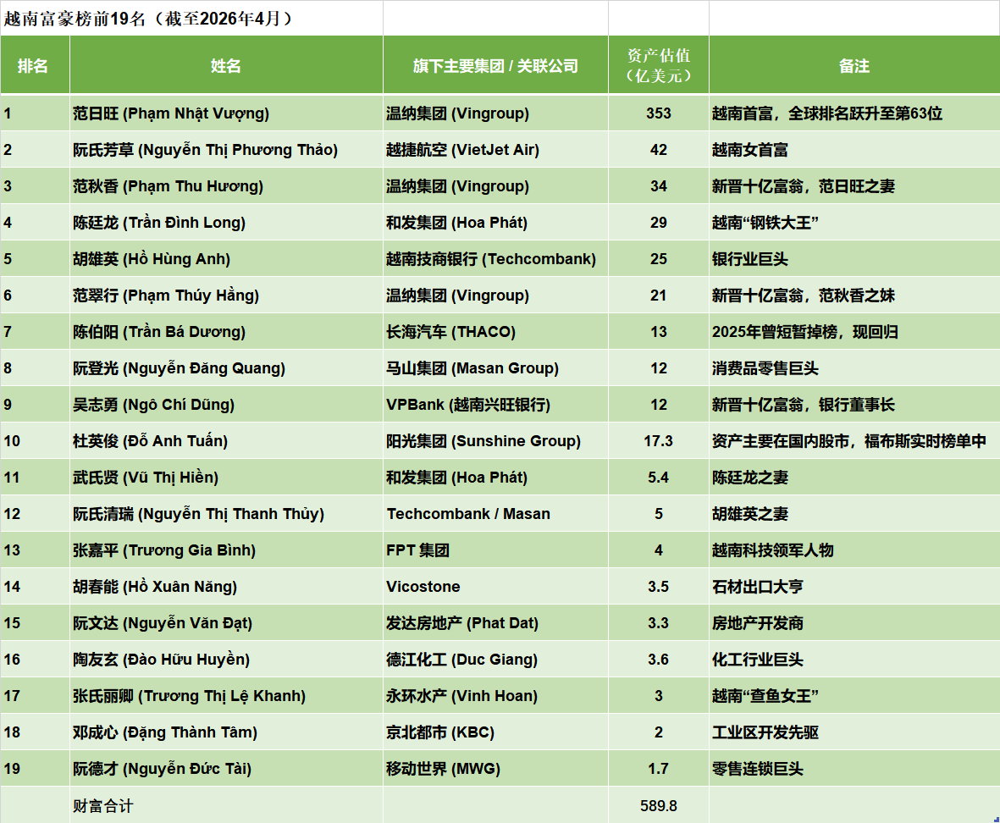 越南富豪榜前19名（截至2026年4月）
排名 姓名 旗下主要集团 / 关联公司 资产估值（亿美元） 备注
1 范日旺 (Phạm Nhật Vượng) 温纳集团 (Vingroup) 353 越南首富，全球排名跃升至第63位
2 阮氏芳草 (Nguyễn Thị Phương Thảo) 越捷航空 (VietJet Air) 42 越南女首富
3 范秋香 (Phạm Thu Hương) 温纳集团 (Vingroup) 34 新晋十亿富翁，范日旺之妻
4 陈廷龙 (Trần Đình Long) 和发集团 (Hoa Phát) 29 越南“钢铁大王”
5 胡雄英 (Hồ Hùng Anh) 越南技商银行 (Techcombank) 25 银行业巨头
6 范翠行 (Phạm Thúy Hằng) 温纳集团 (Vingroup) 21 新晋十亿富翁，范秋香之妹
7 陈伯阳 (Trần Bá Dương) 长海汽车 (THACO) 13 2025年曾短暂掉榜，现回归
8 阮登光 (Nguyễn Đăng Quang) 马山集团 (Masan Group) 12 消费品零售巨头
9 吴志勇 (Ngô Chí Dũng) VPBank (越南兴旺银行) 12 新晋十亿富翁，银行董事长
10 杜英俊 (Đỗ Anh Tuấn) 阳光集团 (Sunshine Group) 17.3 资产主要在国内股市，福布斯实时榜单中
11 武氏贤 (Vũ Thị Hiền) 和发集团 (Hoa Phát) 5.4 陈廷龙之妻
12 阮氏清瑞 (Nguyễn Thị Thanh Thủy) Techcombank / Masan 5 胡雄英之妻
13 张嘉平 (Trương Gia Bình) FPT 集团 4 越南科技领军人物
14 胡春能 (Hồ Xuân Năng) Vicostone 3.5 石材出口大亨
15 阮文达 (Nguyễn Văn Đạt) 发达房地产 (Phat Dat) 3.3 房地产开发商
16 陶友玄 (Đào Hữu Huyền) 德江化工 (Duc Giang) 3.6 化工行业巨头
17 张氏丽卿 (Trương Thị Lệ Khanh) 永环水产 (Vinh Hoan) 3 越南“查鱼女王”
18 邓成心 (Đặng Thành Tâm) 京北都市 (KBC) 2 工业区开发先驱
19 阮德才 (Nguyễn Đức Tài) 移动世界 (MWG) 1.7 零售连锁巨头
财富合计 589.8